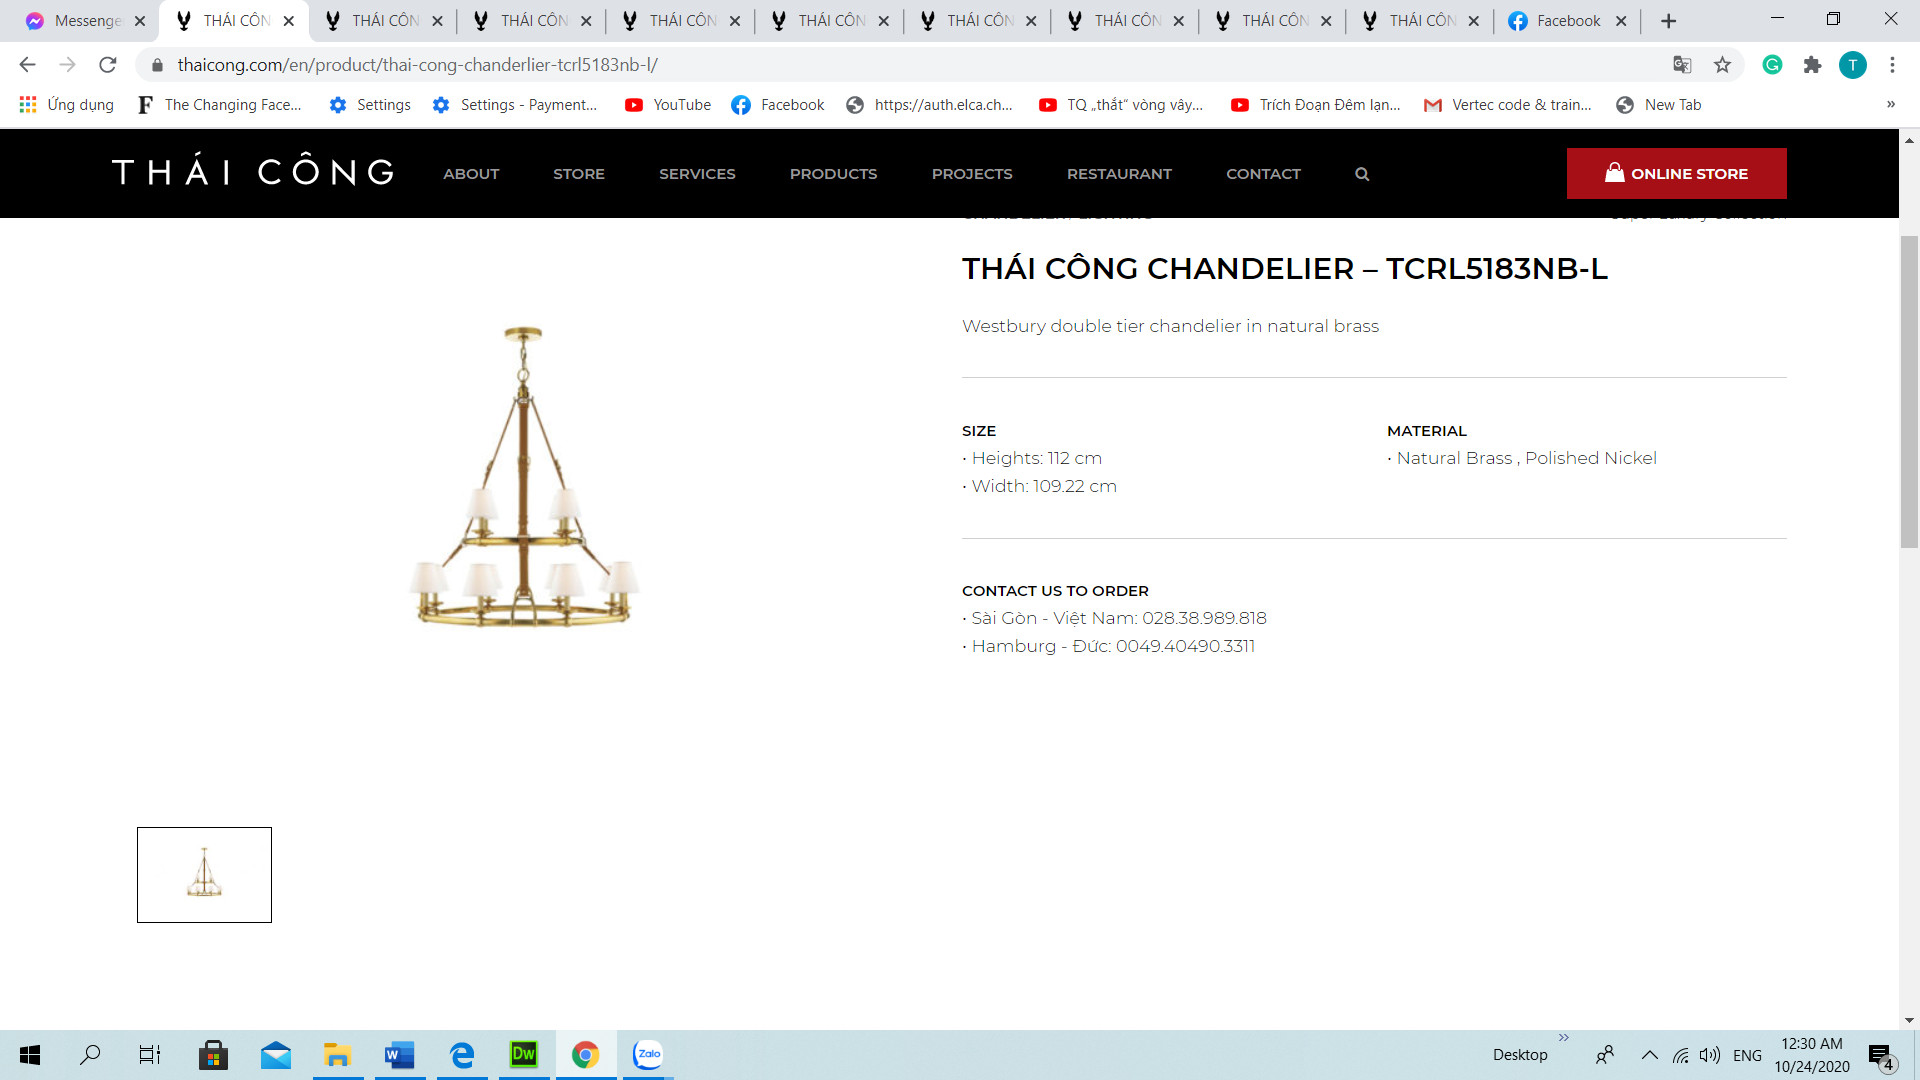 Messenge
THÁI CÔN
THÁI CÔN
THÁI CÔN
THÁI CÔN
THÁI CÔN
THÁI CÔN
THÁI CÔN
THÁI CÔN
THÁI CÔN
Facebook
thaicong.com/en/product/thai-cong-chanderlier-tcrl5183nb-l/
T
Ứng dụng
The Changing Face...
Settings
Settings - Payment...
YouTube
Facebook
https://auth.elca.ch...
TQ „thắt“ vòng vây...
Trích Đoạn Đêm lạn...
Vertec code & train...
New Tab
»
THÁI CÔNG
ABOUT
STORE
SERVICES
PRODUCTS
PROJECTS
RESTAURANT
CONTACT
ONLINE STORE
THÁI CÔNG CHANDELIER – TCRL5183NB-L
Westbury double tier chandelier in natural brass
SIZE
• Heights: 112 cm
• Width: 109.22 cm
MATERIAL
• Natural Brass , Polished Nickel
CONTACT US TO ORDER
• Sài Gòn - Việt Nam: 028.38.989.818
• Hamburg - Đức: 0049.40490.3311
W
Dw
Zalo
Desktop
»
ENG
12:30 AM
10/24/2020
4